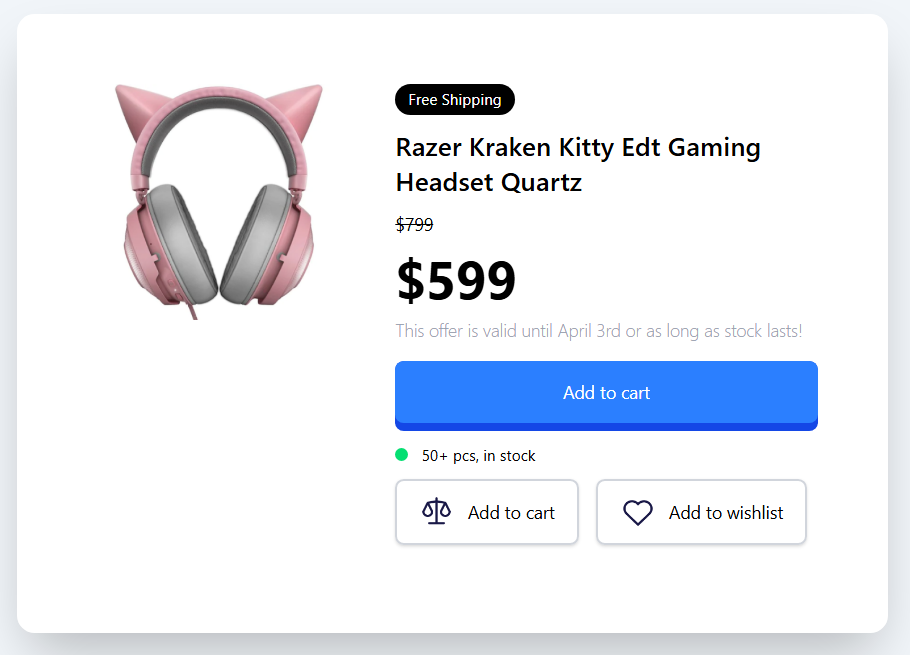 Free Shipping
Razer Kraken Kitty Edt Gaming
Headset Quartz
$799
$599
This offer is valid until April 3rd or as long as stock lasts!
Add to cart
50+ pcs, in stock
Add to cart
Add to wishlist